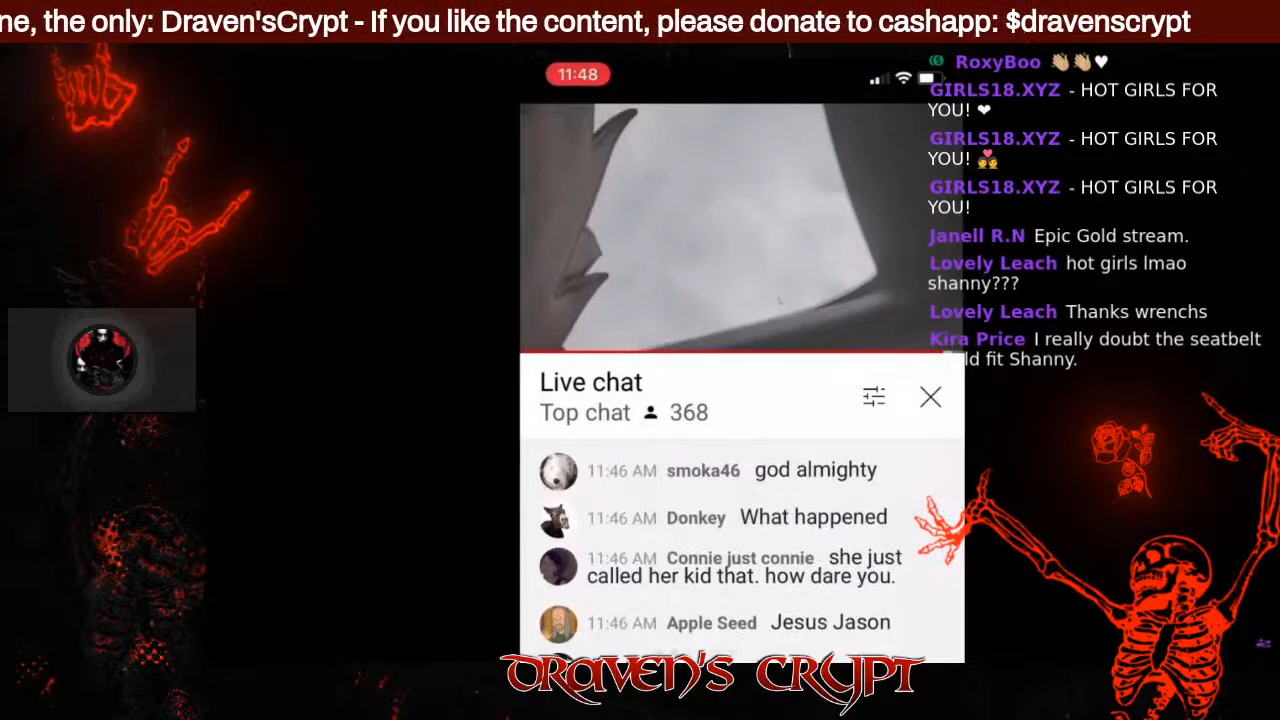 ne, the only: Draven'sCrypt - If you like the content, please donate to cashapp: $dravenscrypt
11:48
RoxyBoo 👏🏼👏🏼♥
GIRLS18.XYZ - HOT GIRLS FOR
YOU! ❤
GIRLS18.XYZ - HOT GIRLS FOR
YOU! 💑
GIRLS18.XYZ - HOT GIRLS FOR
YOU!
Janell R.N Epic Gold stream.
Lovely Leach hot girls lmao
shanny???
Lovely Leach Thanks wrenchs
Kira Price I really doubt the seatbelt
fit Shanny.
Live chat
Top chat 368
11:46 AM smoka46 god almighty
11:46 AM Donkey What happened
11:46 AM Connie just connie she just
called her kid that. how dare you.
11:46 AM Apple Seed Jesus Jason
DRAVEN'S CRYPT